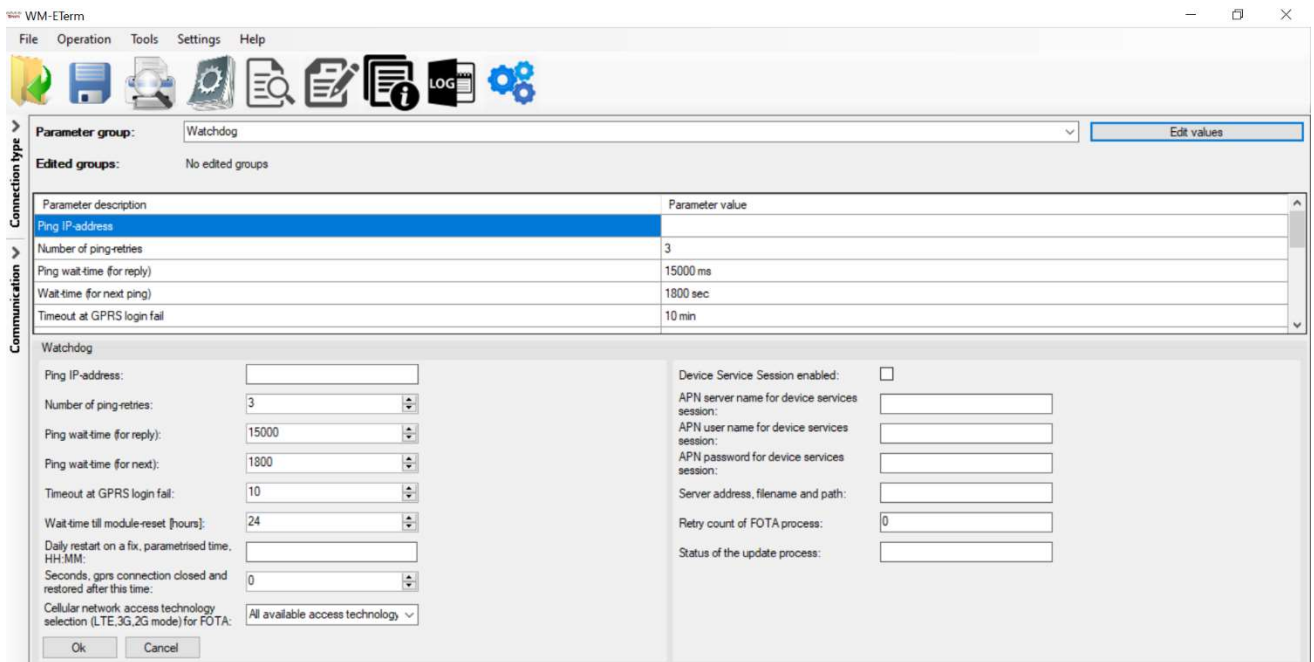 WM-ETerm
File Operation Tools Settings Help
LOG
Connection type
Communication
Parameter group: Watchdog Edit values
Edited groups: No edited groups
Parameter description Parameter value
Ping IP-address
Number of ping-retries 3
Ping wait-time (for reply) 15000 ms
Wait-time (for next ping) 1800 sec
Timeout at GPRS login fail 10 min
Watchdog
Ping IP-address:
Number of ping-retries: 3
Ping wait-time (for reply): 15000
Ping wait-time (for next): 1800
Timeout at GPRS login fail: 10
Wait-time till module-reset [hours]: 24
Daily restart on a fix, parametrised time,
HH:MM:
Seconds, gprs connection closed and
restored after this time: 0
Cellular network access technology
selection (LTE,3G,2G mode) for FOTA: All available access technology
Ok Cancel
Device Service Session enabled:
APN server name for device services
session:
APN user name for device services
session:
APN password for device services
session:
Server address, filename and path:
Retry count of FOTA process: 0
Status of the update process: